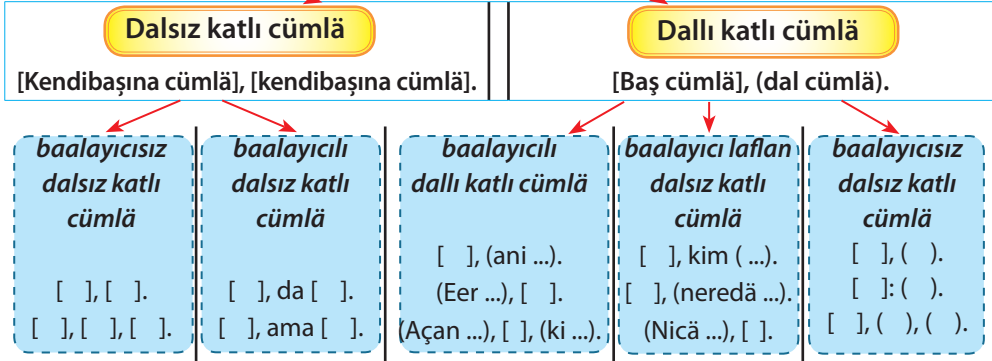 Dalsız katlı cümlä
[Kendibaşına cümlä], [kendibaşına cümlä].
Dallı katlı cümlä
[Baş cümlä], (dal cümlä).
baalayıcısız
dalsız katlı
cümlä
[ ], [ ].
[ ], [ ], [ ].
baalayıcılı
dalsız katlı
cümlä
[ ], da [ ].
[ ], ama [ ].
baalayıcılı
dallı katlı cümlä
[ ], (ani ...).
(Eer ...), [ ].
(Açan ...), [ ], (ki ...).
baalayıcı laflan
dalsız katlı
cümlä
[ ], kim ( ...).
[ ], (neredä ...).
(Nicä ...), [ ].
baalayıcısız
dalsız katlı
cümlä
[ ], ( ).
[ ]: ( ).
[ ], ( ), ( ).